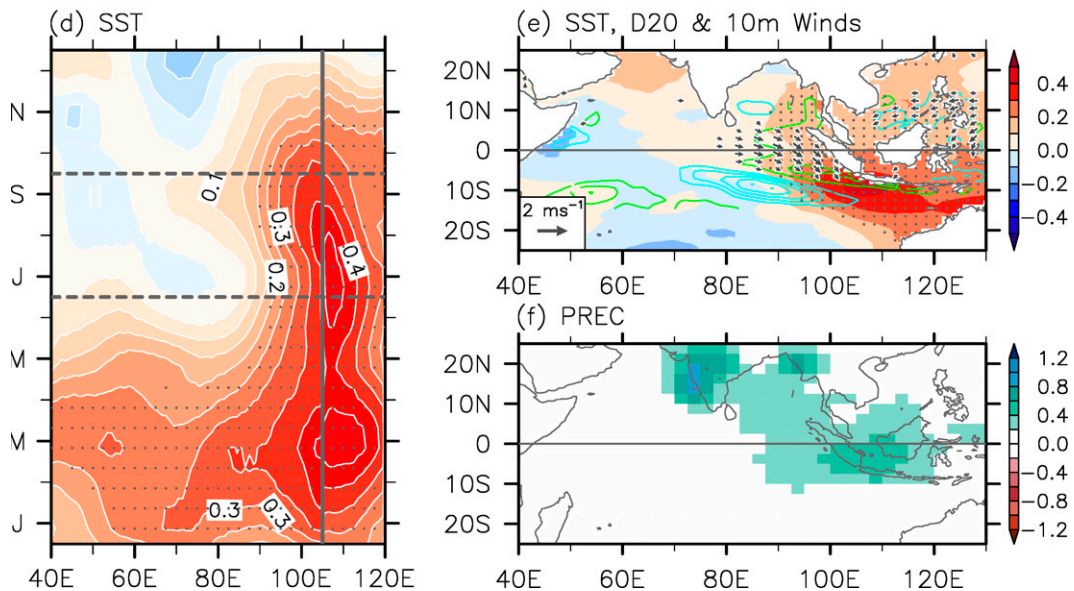 (d) SST
N
S
J
M
M
J
0.1
0.3
0.4
0.2
0.3
0.3
40E 60E 80E 100E 120E
(e) SST, D20 & 10m Winds
20N
10N
0
10S
20S
2 ms⁻¹
40E 60E 80E 100E 120E
0.4
0.2
0.0
−0.2
−0.4
(f) PREC
20N
10N
0
10S
20S
40E 60E 80E 100E 120E
1.2
0.8
0.4
0.0
−0.4
−0.8
−1.2